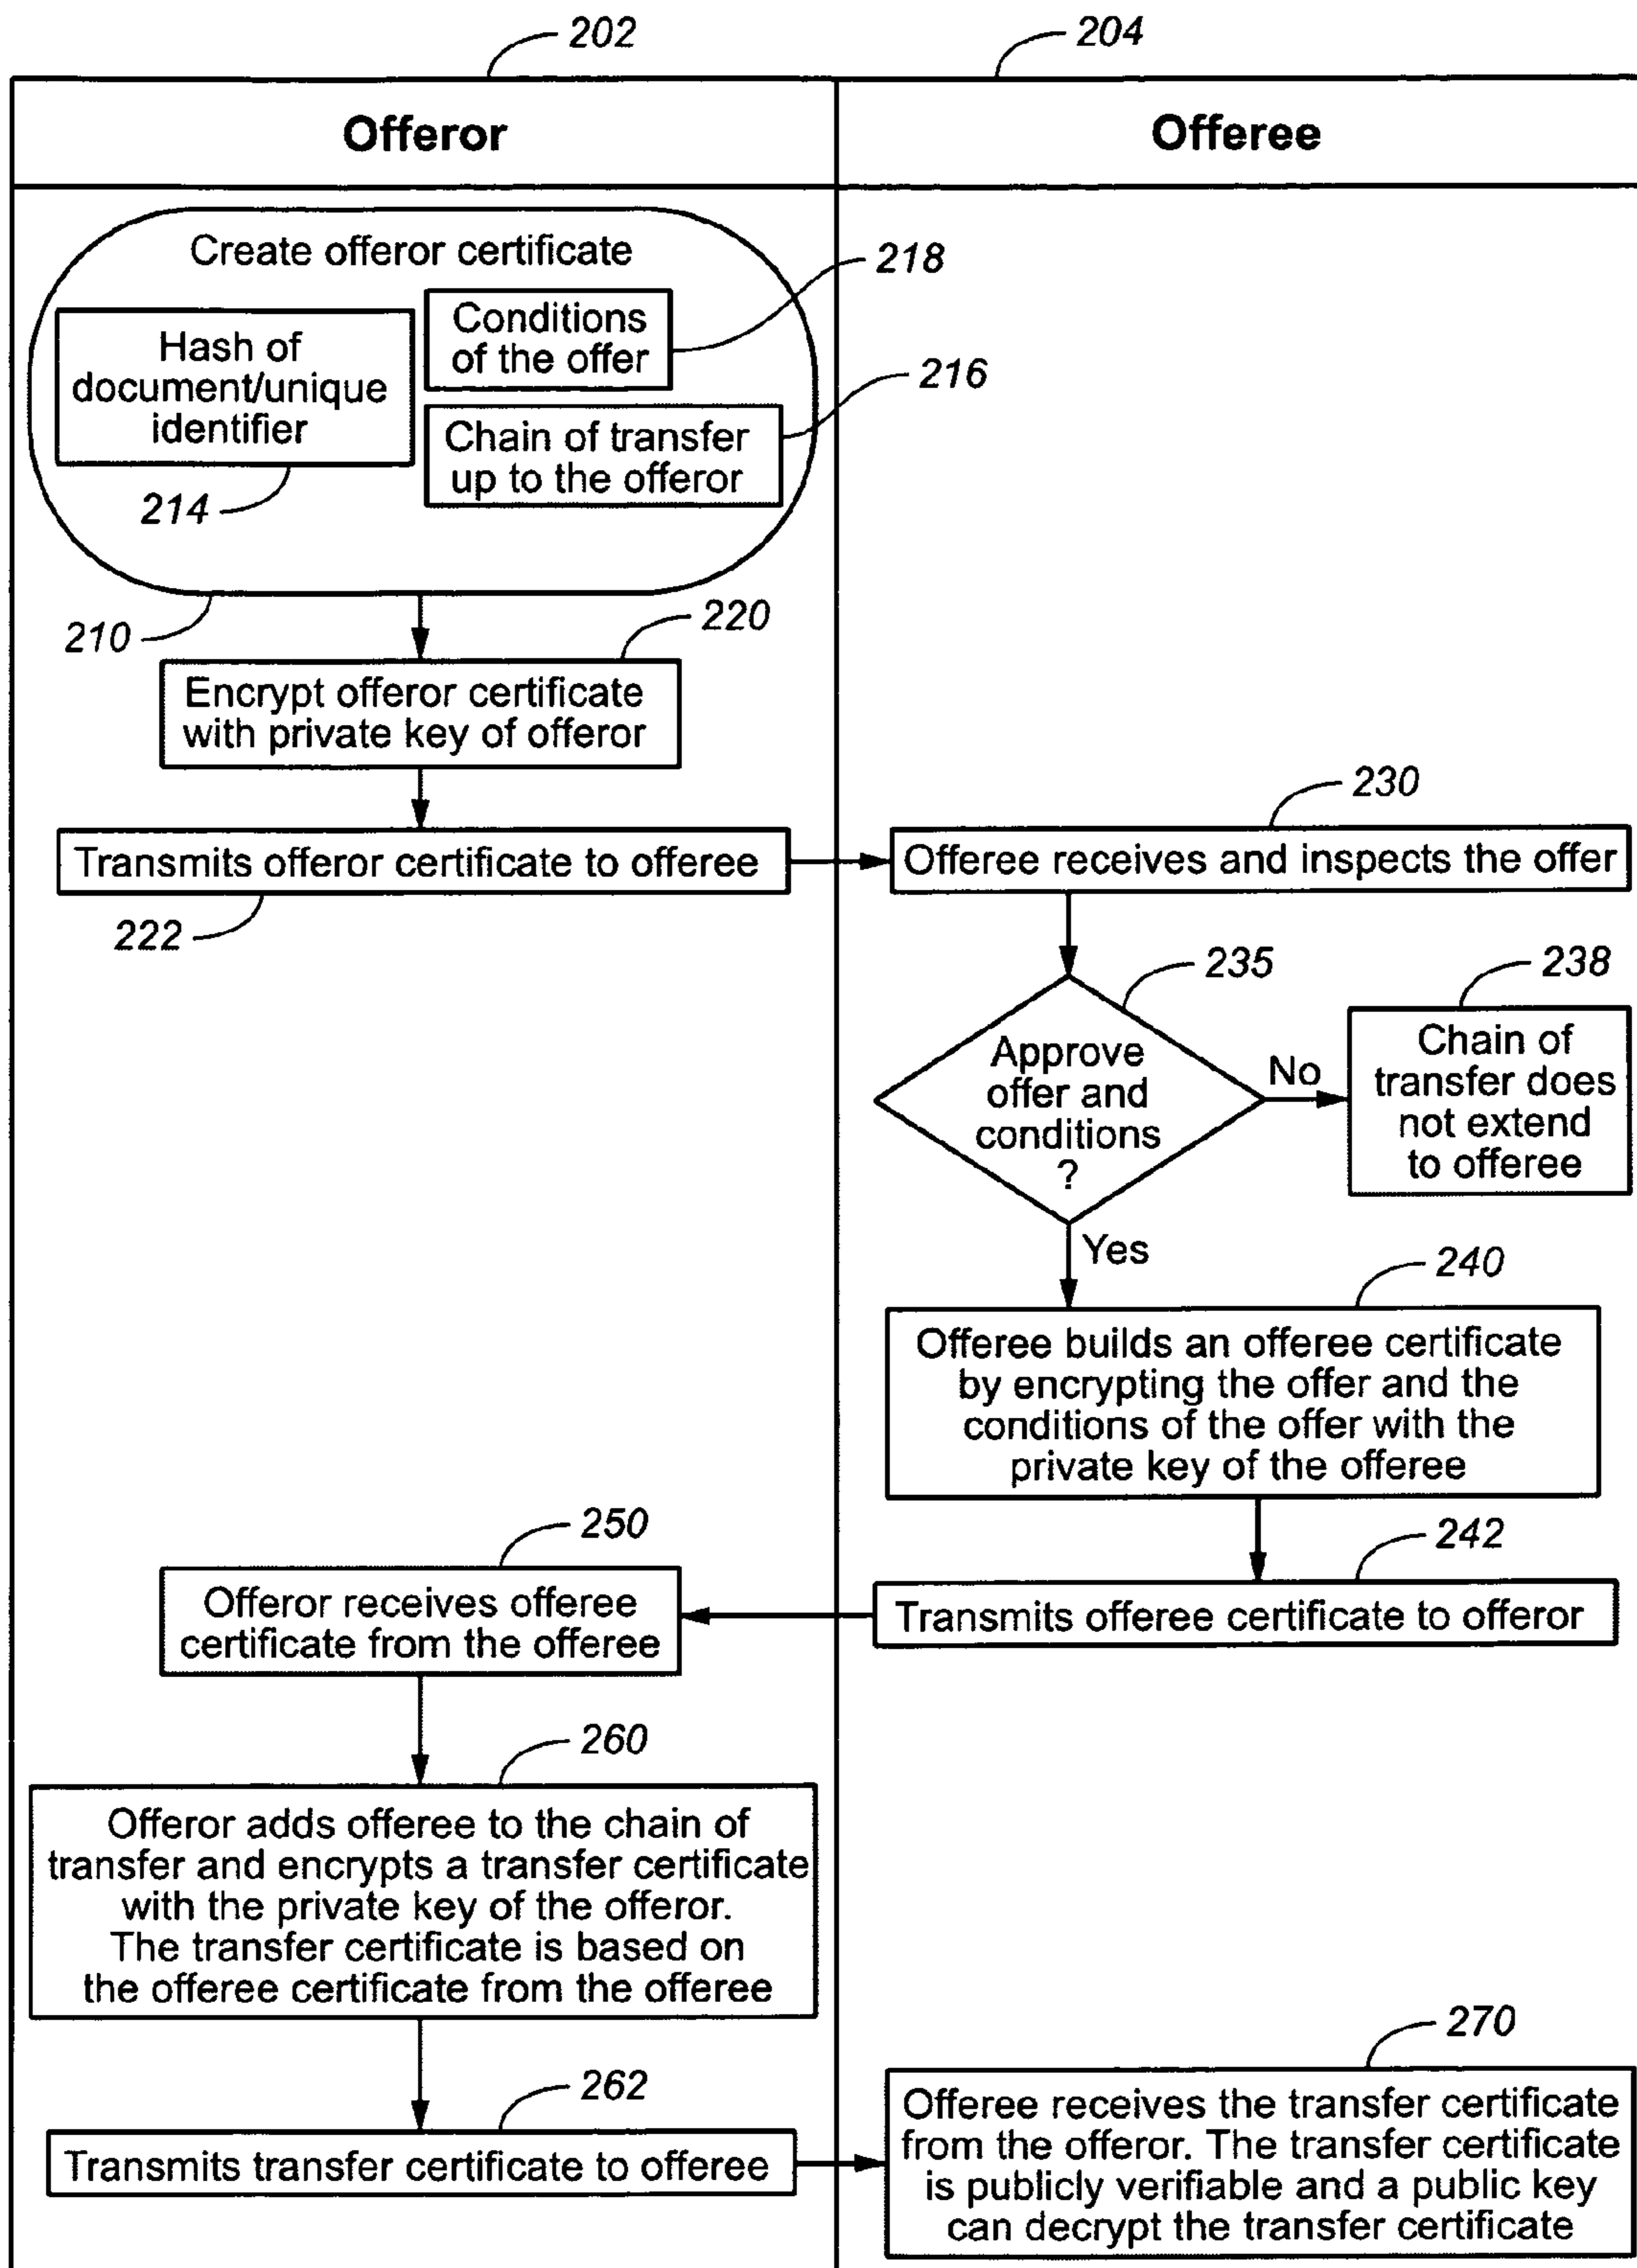 202
204
Offeror
Offeree
Create offeror certificate
218
Conditions
of the offer
Hash of
document/unique
identifier
216
Chain of transfer
up to the offeror
214
210
220
Encrypt offeror certificate
with private key of offeror
230
Transmits offeror certificate to offeree
Offeree receives and inspects the offer
222
235
238
Approve
offer and
conditions
?
No
Chain of
transfer does
not extend
to offeree
Yes
240
Offeree builds an offeree certificate
by encrypting the offer and the
conditions of the offer with the
private key of the offeree
250
242
Offeror receives offeree
certificate from the offeree
Transmits offeree certificate to offeror
260
Offeror adds offeree to the chain of
transfer and encrypts a transfer certificate
with the private key of the offeror.
The transfer certificate is based on
the offeree certificate from the offeree
270
262
Transmits transfer certificate to offeree
Offeree receives the transfer certificate
from the offeror. The transfer certificate
is publicly verifiable and a public key
can decrypt the transfer certificate